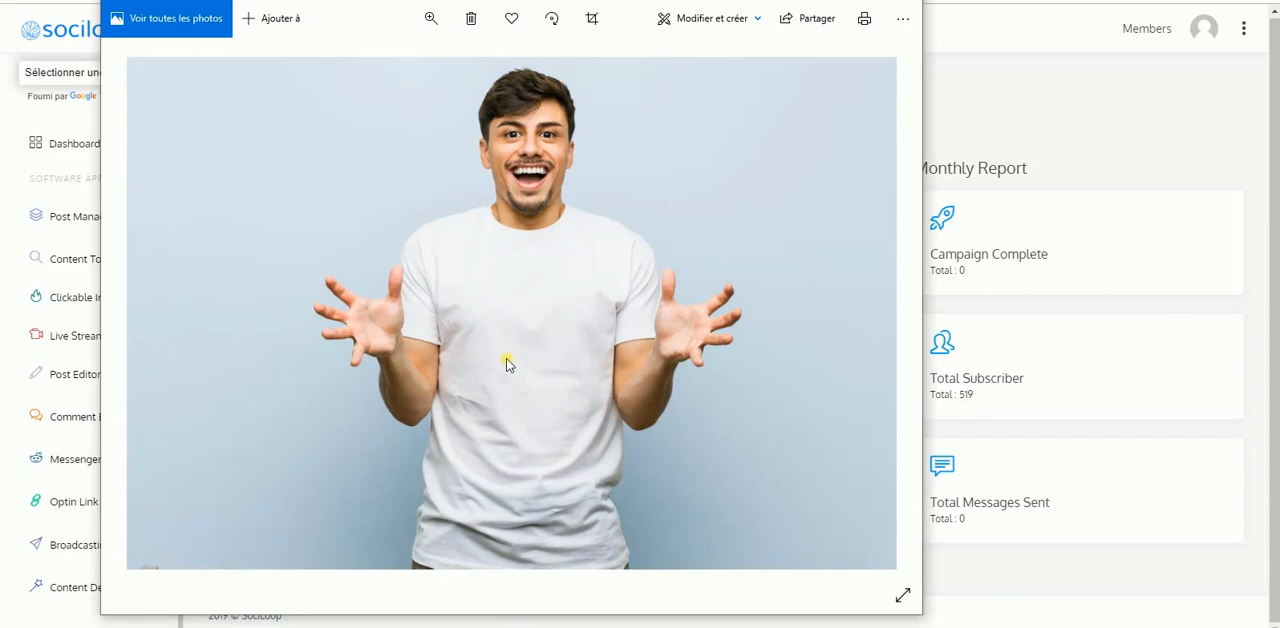 Voir toutes les photos
Ajouter à
Modifier et créer
Partager
Members
Sélectionner un
Fourni par Google
Dashboard
Monthly Report
Post Mana
Content To
Clickable I
Live Strea
Post Editor
Comment
Messenger
Optin Link
Broadcasti
Content De
Campaign Complete
Total : 0
Total Subscriber
Total : 519
Total Messages Sent
Total : 0
2019 © SociLoop